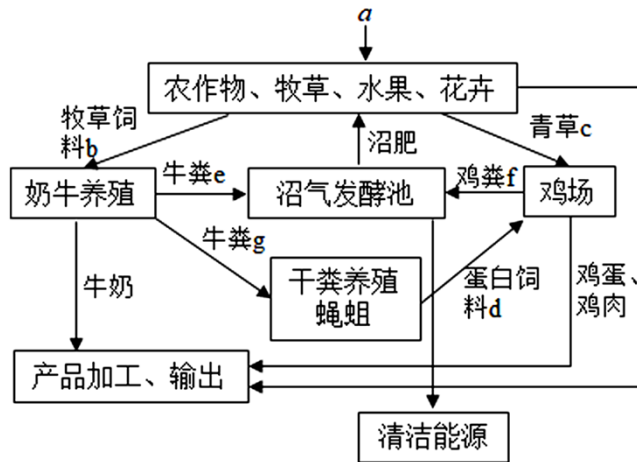 a
农作物、牧草、水果、花卉
牧草饲
料b
沼肥
青草c
奶牛养殖
牛粪e
沼气发酵池
鸡粪f
鸡场
牛粪g
牛奶
干粪养殖
蝇蛆
蛋白饲
料d
鸡蛋、
鸡肉
产品加工、输出
清洁能源